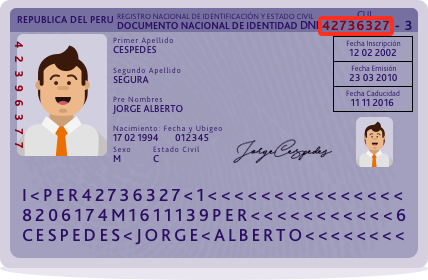 REPUBLICA DEL PERU
REGISTRO NACIONAL DE IDENTIFICACIÓN Y ESTADO CIVIL
CUI
DOCUMENTO NACIONAL DE IDENTIDAD DNI 42736327 - 3
42396377
Primer Apellido
CESPEDES
Segundo Apellido
SEGURA
Pre Nombres
JORGE ALBERTO
Nacimiento: Fecha y Ubigeo
17 02 1994 012345
Sexo Estado Civil
M C
Fecha Inscripción
12 02 2002
Fecha Emisión
23 03 2010
Fecha Caducidad
11 11 2016
Jorge Cespedes
I<PER42736327<1<<<<<<<<<<<<<<<
8206174M1611139PER<<<<<<<<<<<6
CESPEDES<JORGE<ALBERTO<<<<<<<<